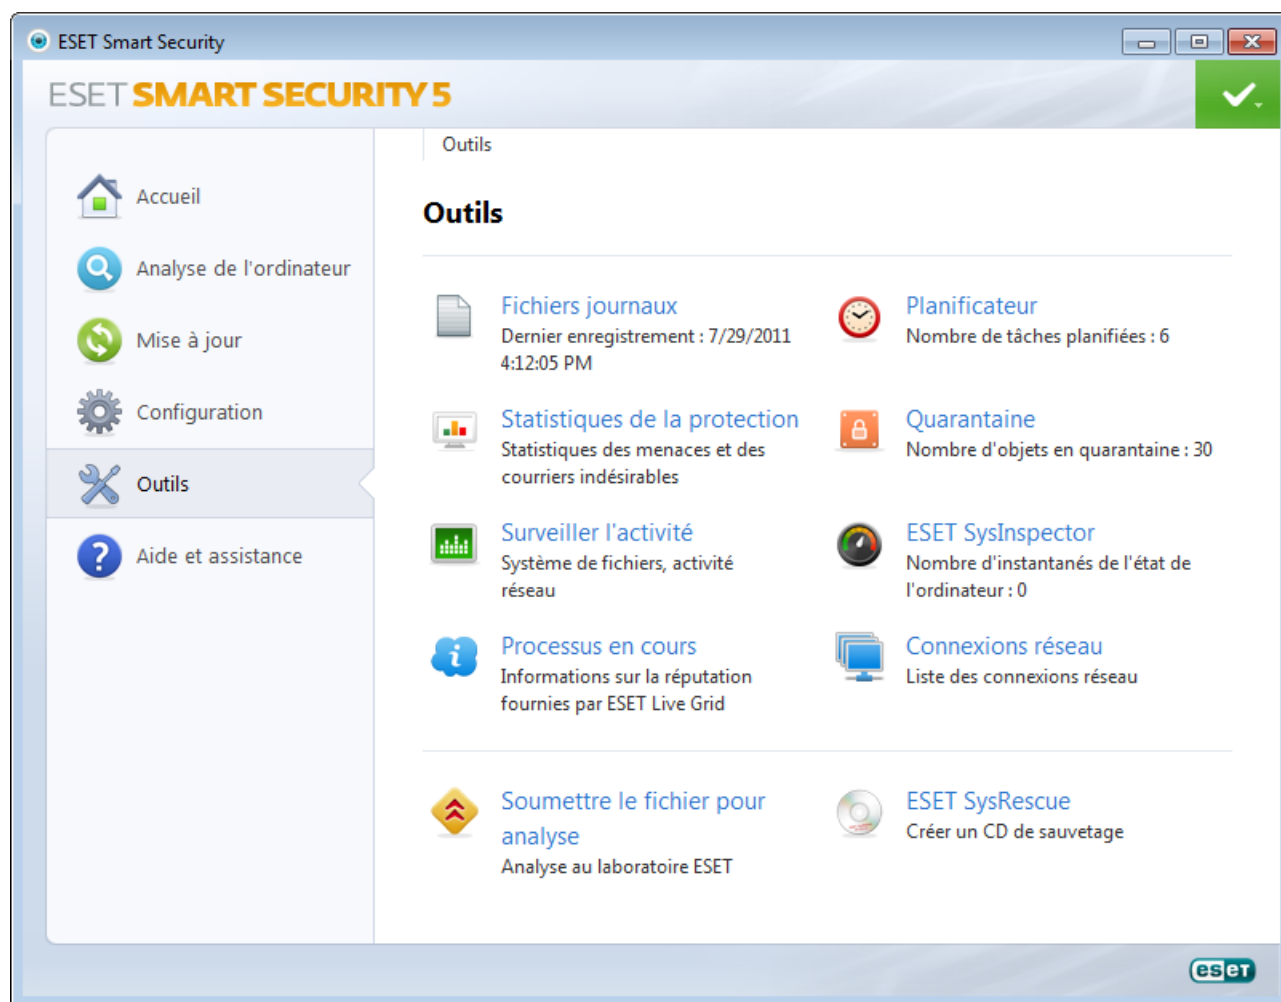 ESET Smart Security
ESET SMART SECURITY 5
Outils
Accueil
Analyse de l'ordinateur
Mise à jour
Configuration
Outils
Aide et assistance
Outils
Fichiers journaux
Dernier enregistrement : 7/29/2011
4:12:05 PM
Planificateur
Nombre de tâches planifiées : 6
Statistiques de la protection
Statistiques des menaces et des
courriers indésirables
Quarantaine
Nombre d'objets en quarantaine : 30
Surveiller l'activité
Système de fichiers, activité
réseau
ESET SysInspector
Nombre d'instantanés de l'état de
l'ordinateur : 0
Processus en cours
Informations sur la réputation
fournies par ESET Live Grid
Connexions réseau
Liste des connexions réseau
Soumettre le fichier pour
analyse
Analyse au laboratoire ESET
ESET SysRescue
Créer un CD de sauvetage
eseT